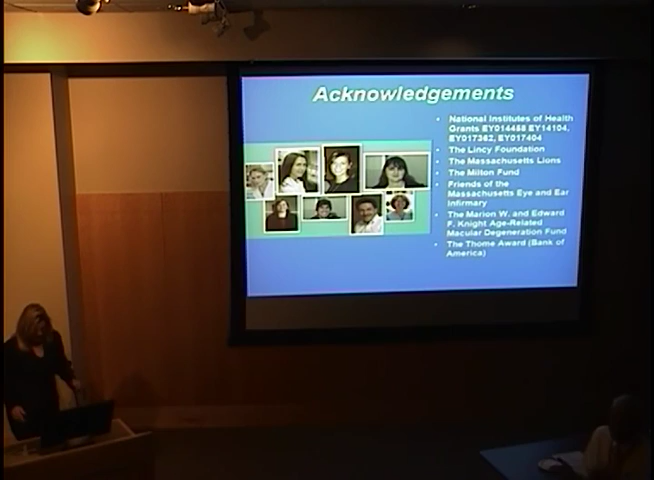 Acknowledgements
• National Institutes of Health
Grants EY014458 EY14104,
EY017362, EY017404
• The Lincy Foundation
• The Massachusetts Lions
• The Milton Fund
• Friends of the
Massachusetts Eye and Ear
Infirmary
• The Marion W. and Edward
F. Knight Age-Related
Macular Degeneration Fund
• The Thome Award (Bank of
America)